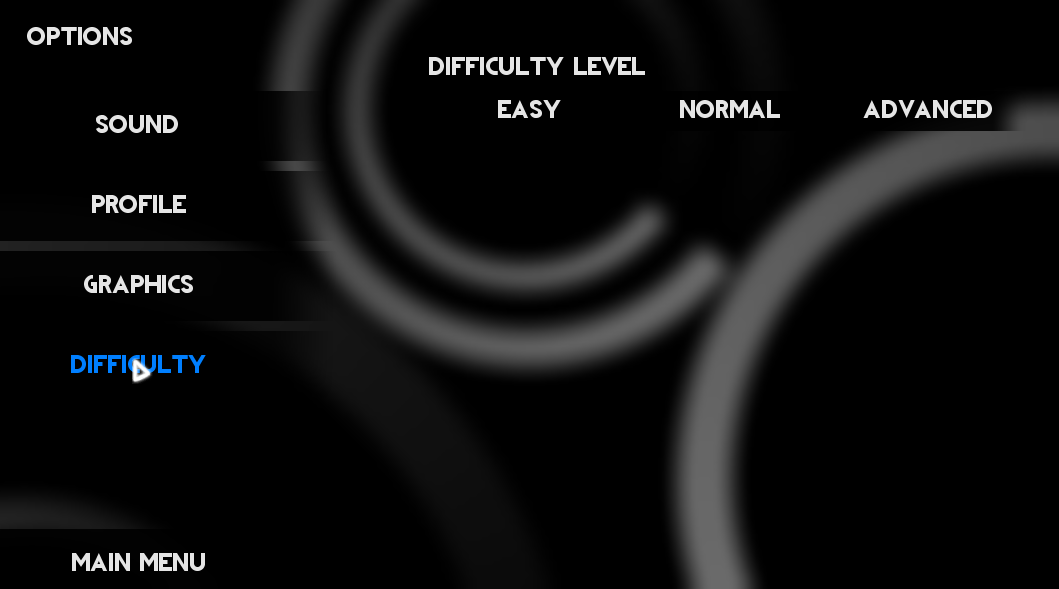 OPTIONS
SOUND
PROFILE
GRAPHICS
DIFFICULTY
MAIN MENU
DIFFICULTY LEVEL
EASY NORMAL ADVANCED